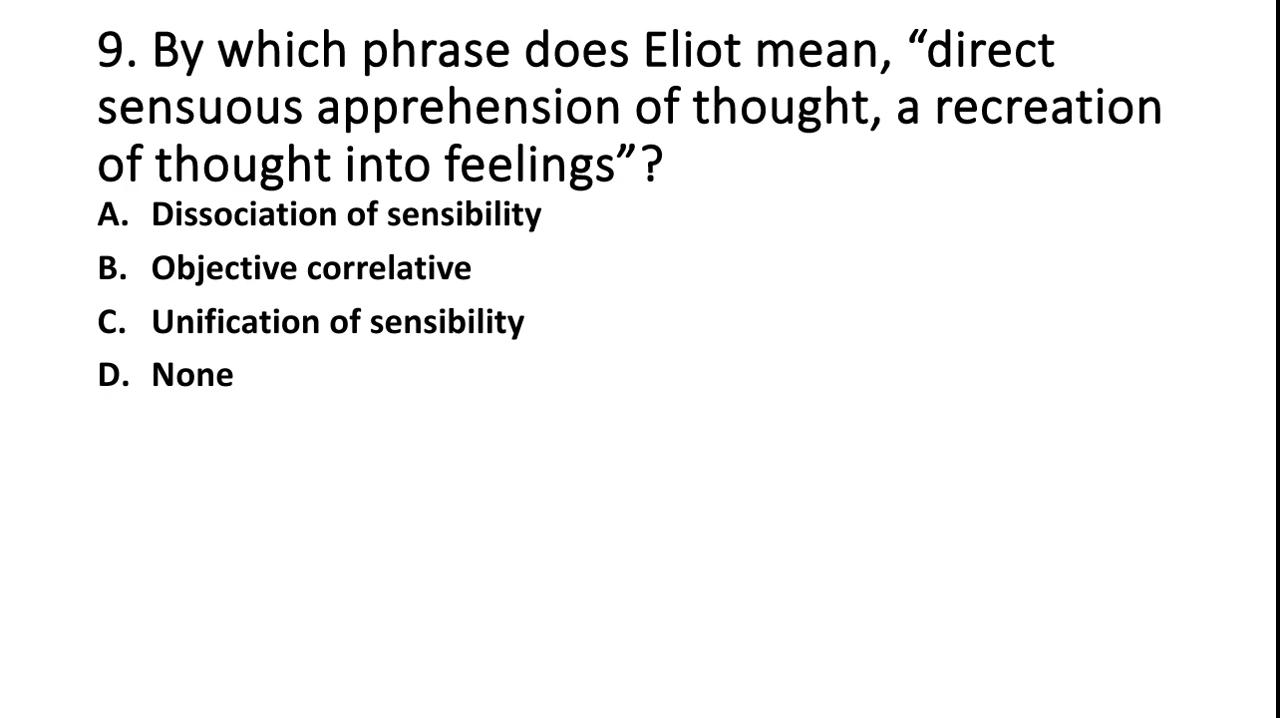 9. By which phrase does Eliot mean, “direct
sensuous apprehension of thought, a recreation
of thought into feelings”?
A. Dissociation of sensibility
B. Objective correlative
C. Unification of sensibility
D. None